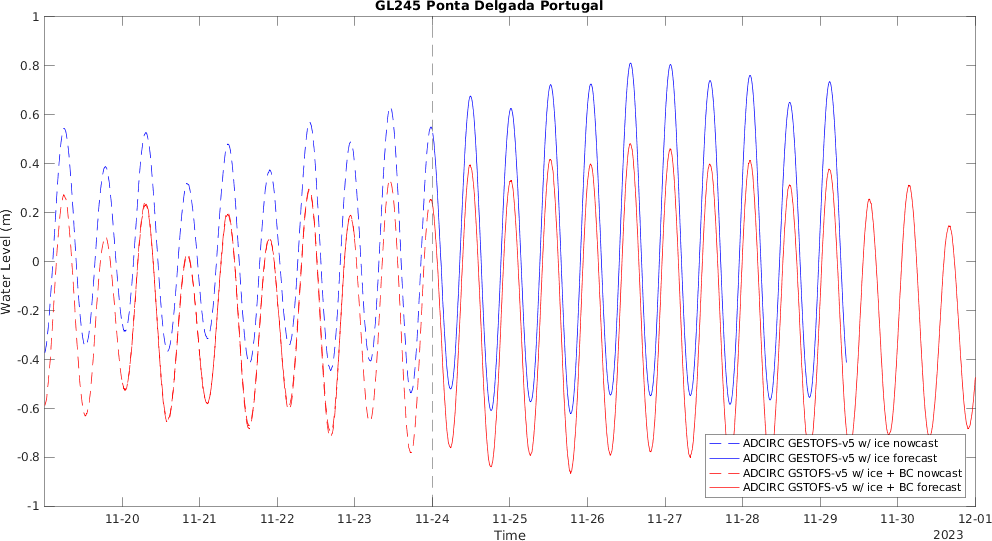 GL245 Ponta Delgada Portugal
1
0.8
0.6
0.4
0.2
0
-0.2
-0.4
-0.6
-0.8
-1
Water Level (m)
ADCIRC GESTOFS-v5 w/ ice nowcast
ADCIRC GESTOFS-v5 w/ ice forecast
ADCIRC GSTOFS-v5 w/ ice + BC nowcast
ADCIRC GSTOFS-v5 w/ ice + BC forecast
11-20 11-21 11-22 11-23 11-24 11-25 11-26 11-27 11-28 11-29 11-30 12-01
Time
2023